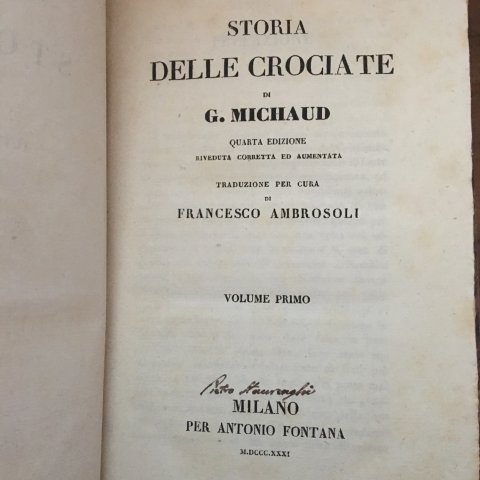 STORIA
DELLE CROCIATE
DI
G. MICHAUD
QUARTA EDIZIONE
RIVEDUTA CORRETTA ED AUMENTATA
TRADUZIONE PER CURA
DI
FRANCESCO AMBROSOLI
VOLUME PRIMO
Pietro
MILANO
PER ANTONIO FONTANA
M.DCCC.XXXI